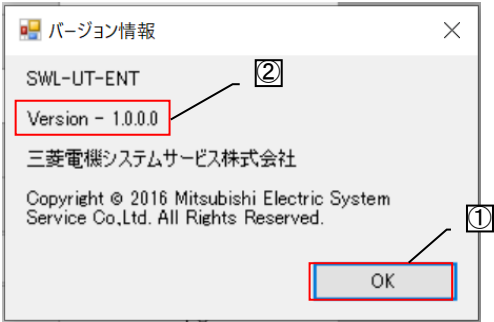 バージョン情報
SWL-UT-ENT
②
Version - 1.0.0.0
三菱電機システムサービス株式会社
Copyright © 2016 Mitsubishi Electric System
Service Co,Ltd. All Rights Reserved.
①
OK